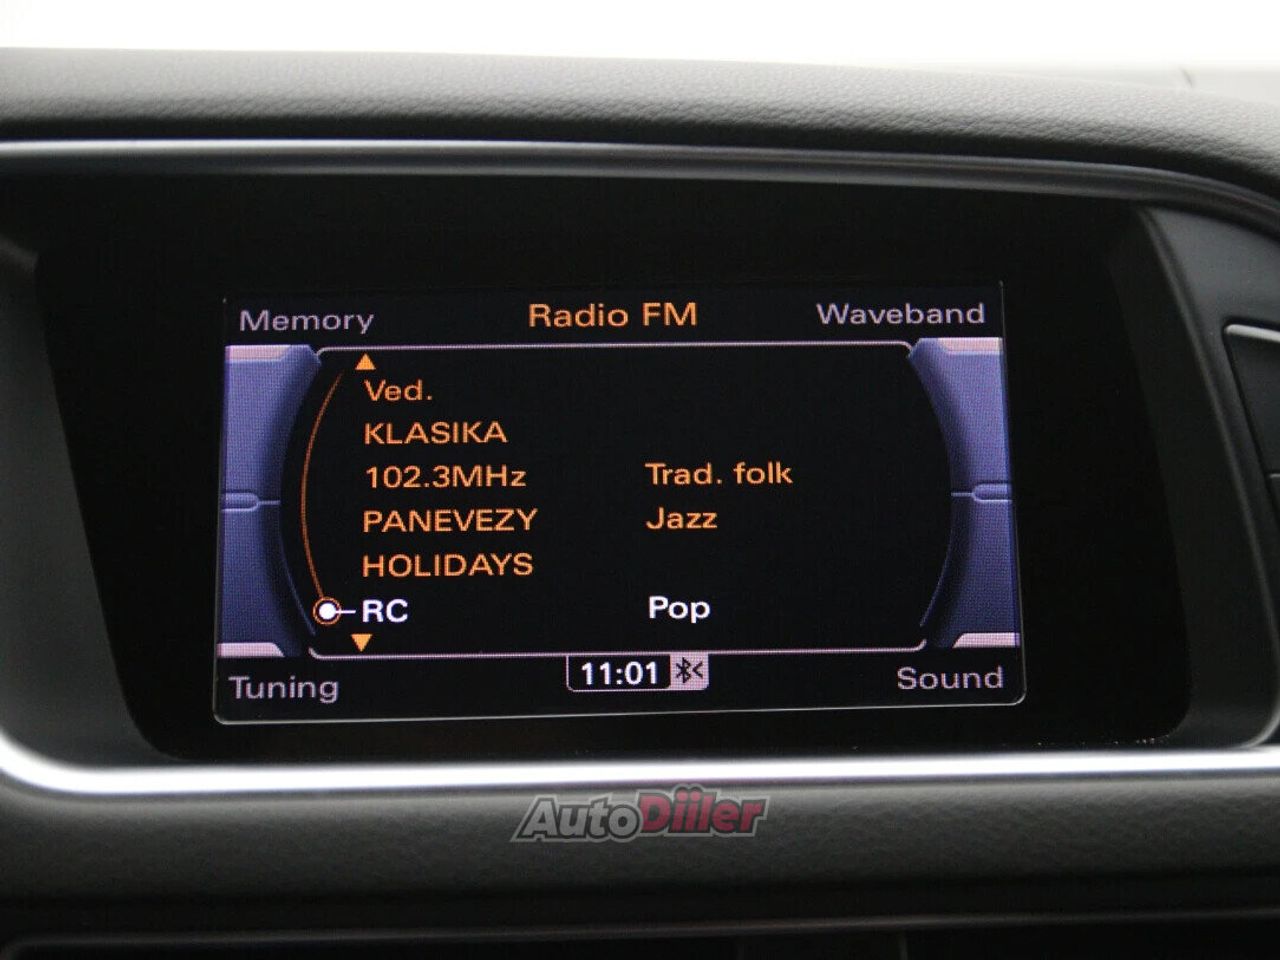 Memory Radio FM Waveband
Ved.
KLASIKA
102.3MHz Trad. folk
PANEVEZY Jazz
HOLIDAYS
RC Pop
Tuning 11:01 Sound
AutoDiiler